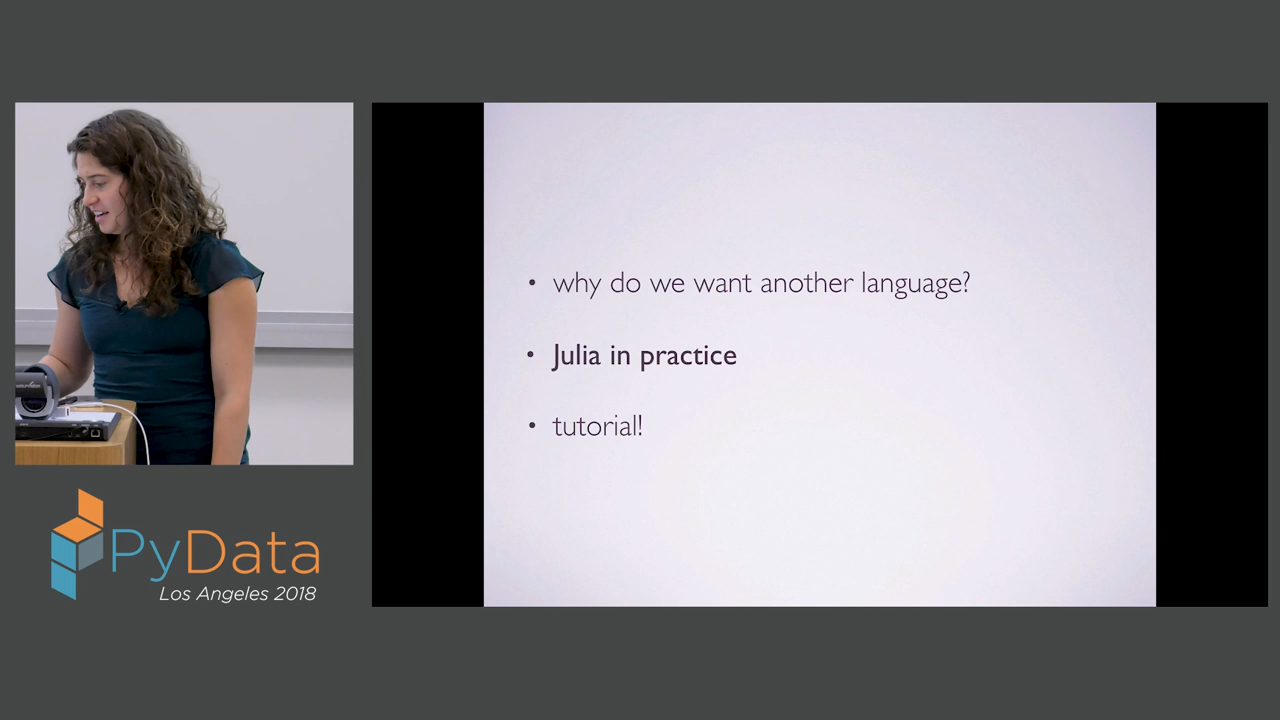 • why do we want another language?
• Julia in practice
• tutorial!
PyData
Los Angeles 2018